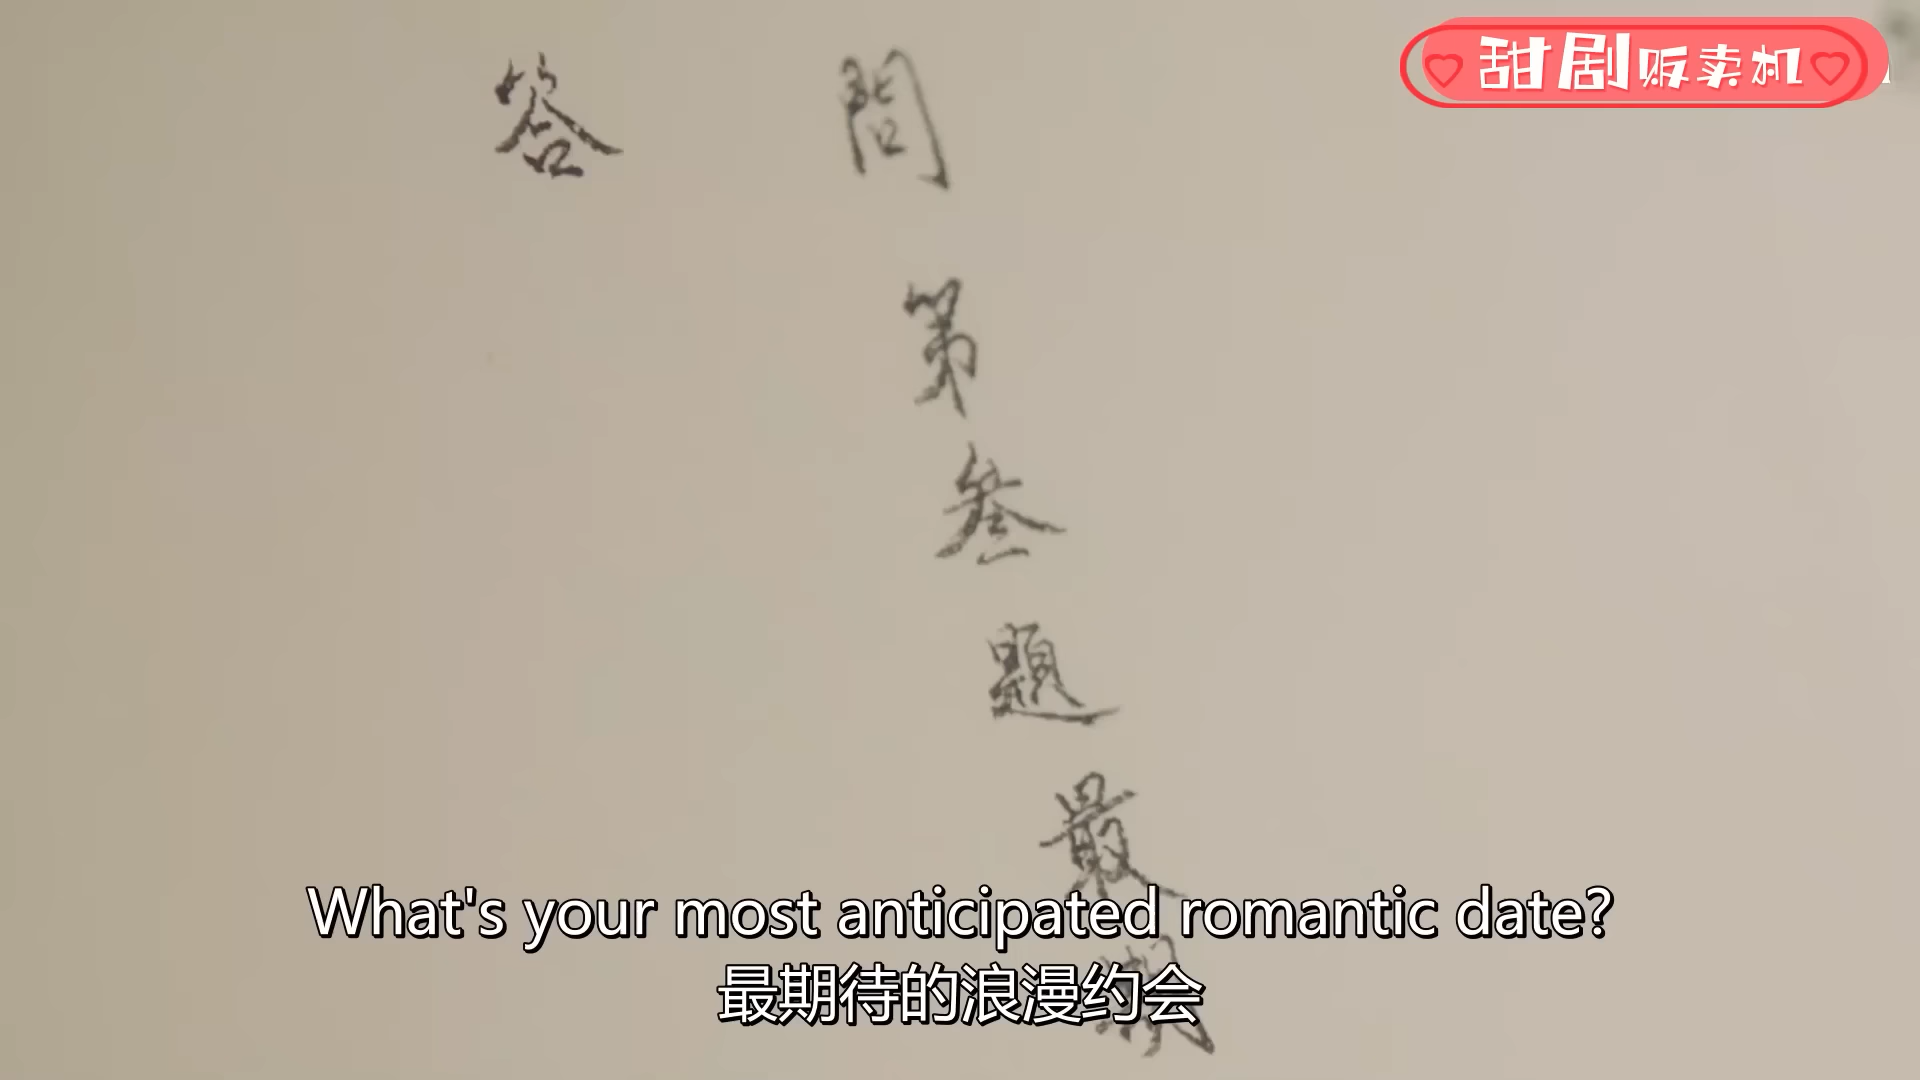 甜剧贩卖机
問
第叁題最期
答
What's your most anticipated romantic date?
最期待的浪漫约会